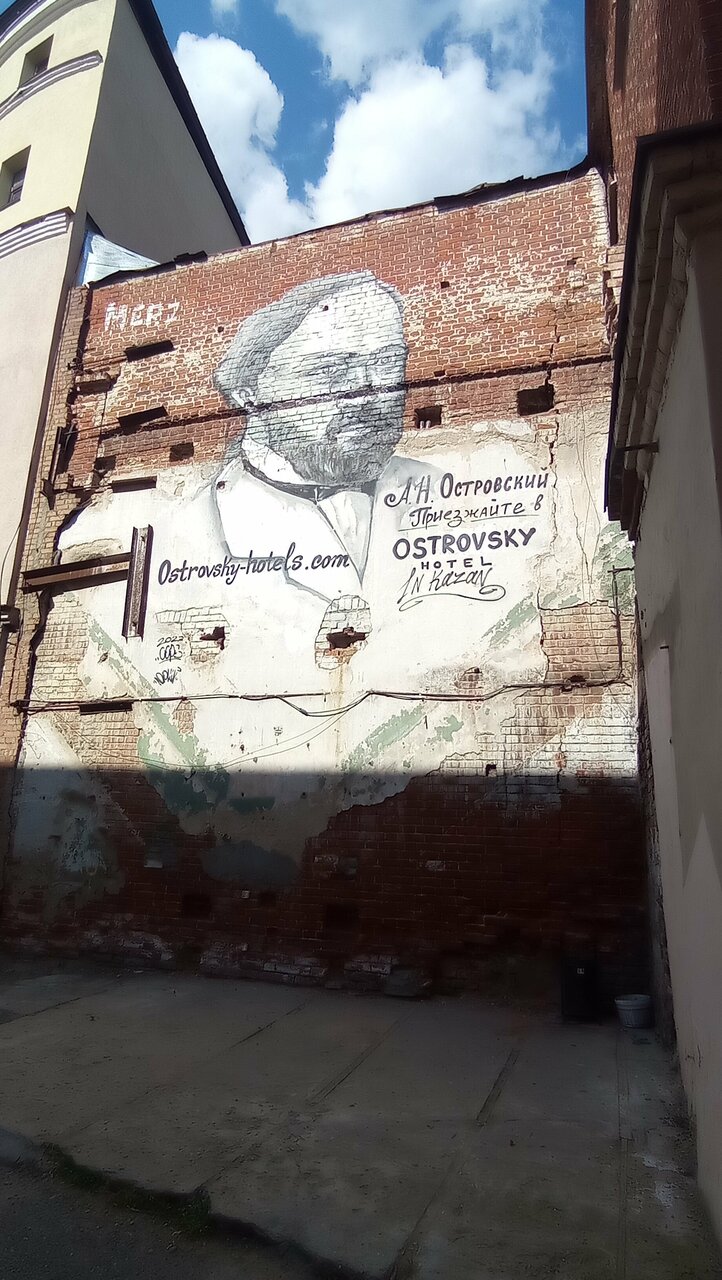 MERZ
А.Н. Островский
Приезжайте в
OSTROVSKY
HOTEL
IN Kazan
Ostrovsky-hotels.com